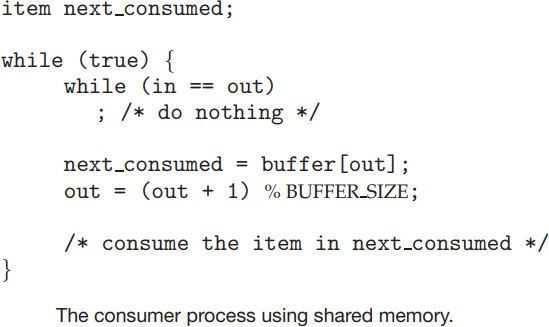 item next_consumed;
while (true) {
while (in == out)
; /* do nothing */
next_consumed = buffer[out];
out = (out + 1) % BUFFER_SIZE;
/* consume the item in next_consumed */
}
The consumer process using shared memory.